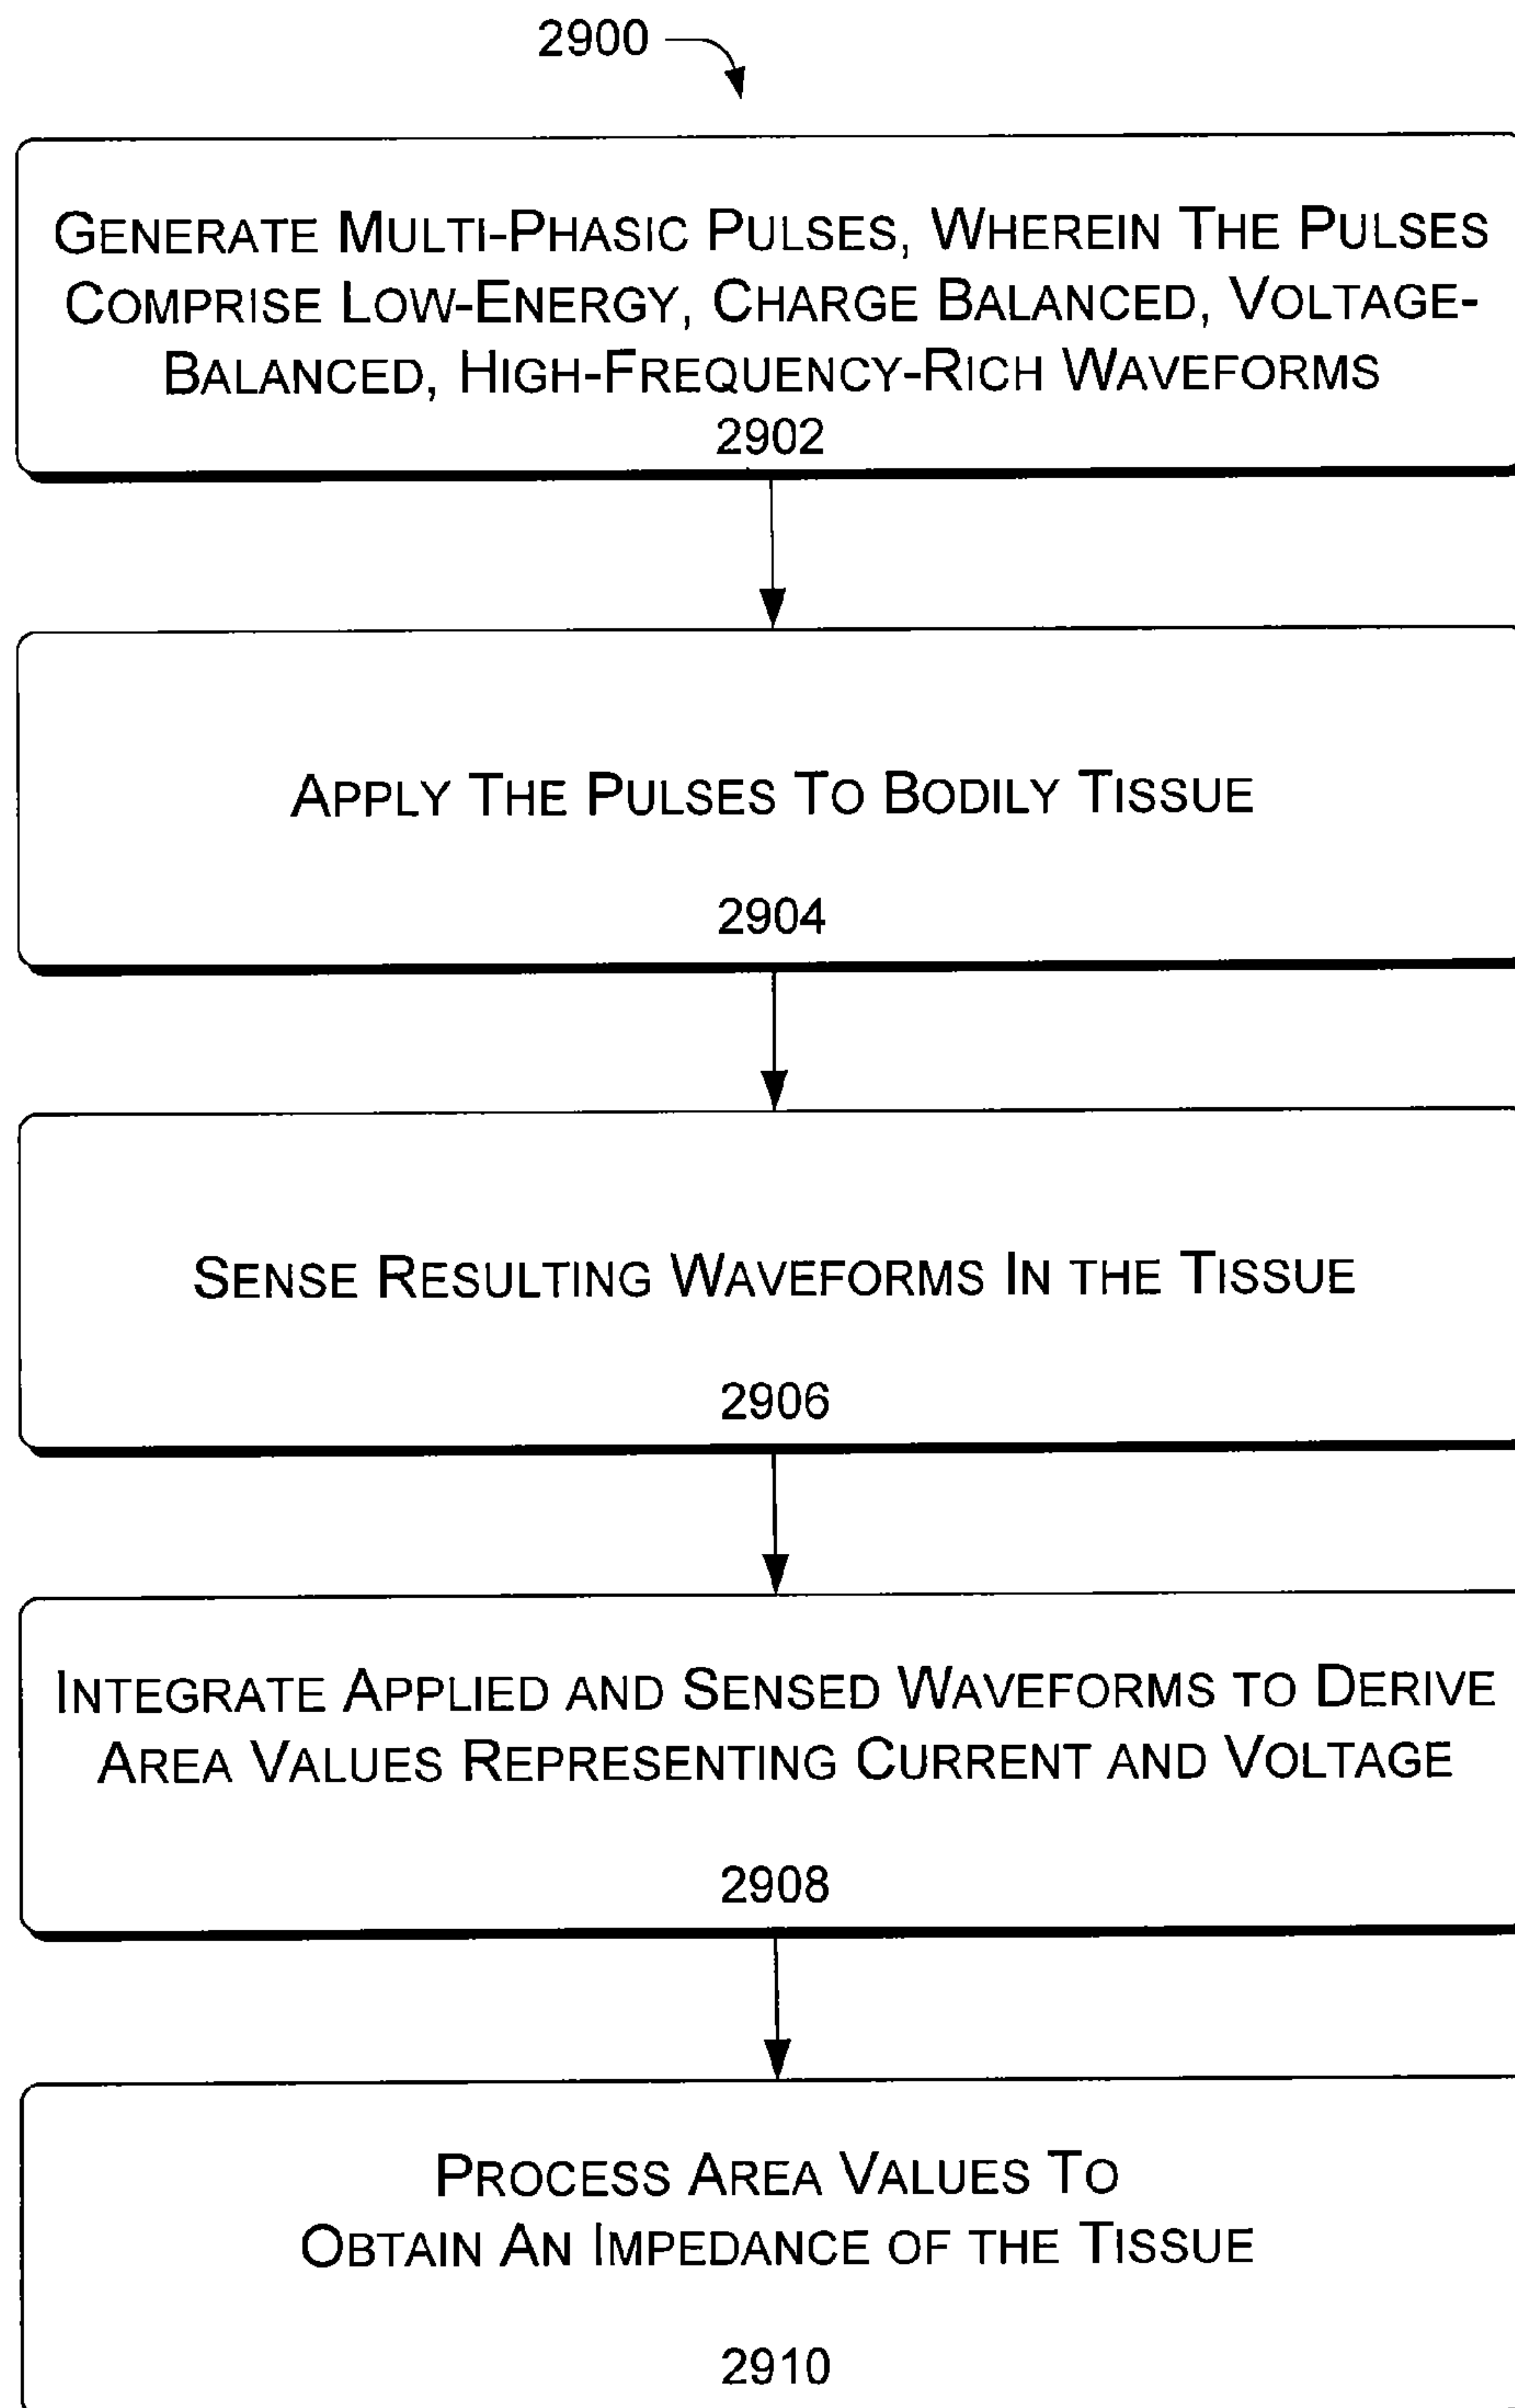 2900
GENERATE MULTI-PHASIC PULSES, WHEREIN THE PULSES
COMPRISE LOW-ENERGY, CHARGE BALANCED, VOLTAGE-
BALANCED, HIGH-FREQUENCY-RICH WAVEFORMS
2902
APPLY THE PULSES TO BODILY TISSUE
2904
SENSE RESULTING WAVEFORMS IN THE TISSUE
2906
INTEGRATE APPLIED AND SENSED WAVEFORMS TO DERIVE
AREA VALUES REPRESENTING CURRENT AND VOLTAGE
2908
PROCESS AREA VALUES TO
OBTAIN AN IMPEDANCE OF THE TISSUE
2910